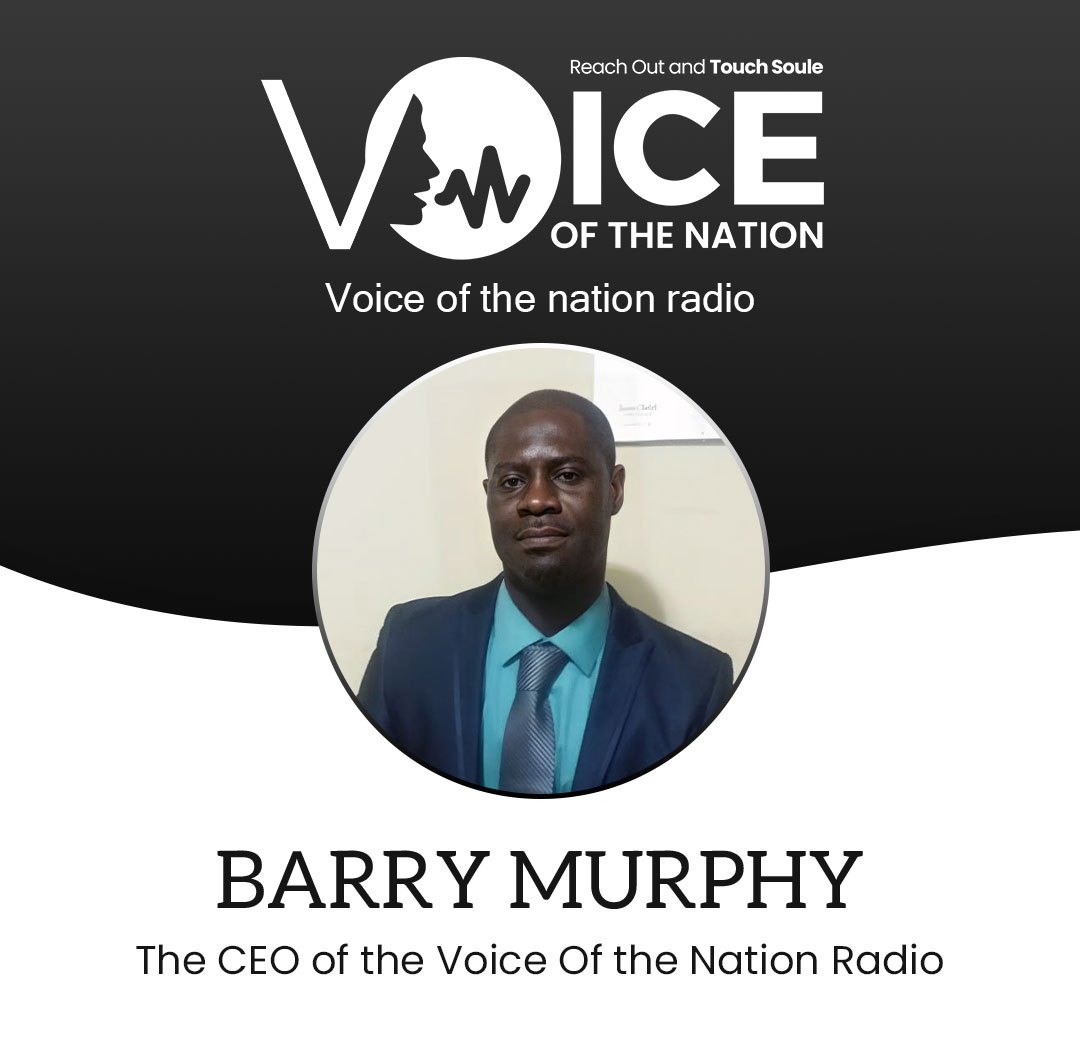 Reach Out and Touch Soule
VOICE
OF THE NATION
Voice of the nation radio
BARRY MURPHY
The CEO of the Voice Of the Nation Radio